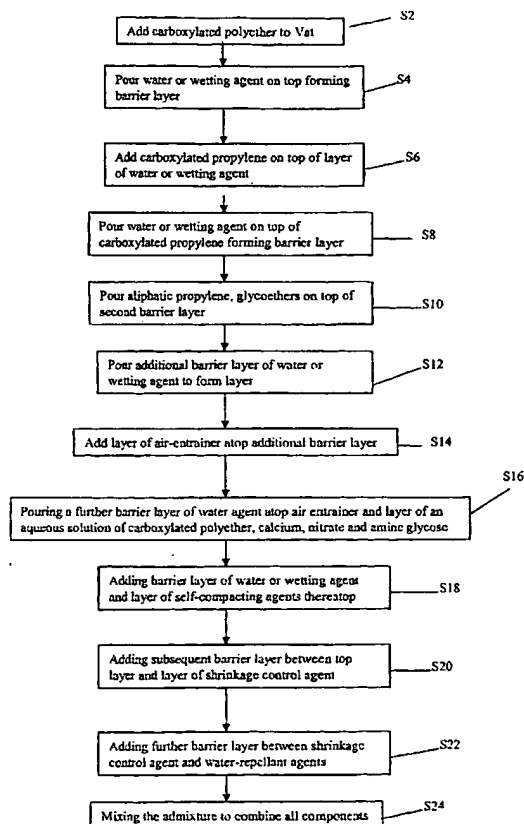 Add carboxylated polyether to Vat
S2
Pour water or wetting agent on top forming
barrier layer
S4
Add carboxylated propylene on top of layer
of water or wetting agent
S6
Pour water or wetting agent on top of
carboxylated propylene forming barrier layer
S8
Pour aliphatic propylene, glycoethers on top of
second barrier layer
S10
Pour additional barrier layer of water or
wetting agent to form layer
S12
Add layer of air-entrainer atop additional barrier layer
S14
Pouring a further barrier layer of water agent atop air entrainer and layer of an
aqueous solution of carboxylated polyether, calcium, nitrate and amine glycose
S16
Adding barrier layer of water or wetting agent
and layer of self-compacting agents thereatop
S18
Adding subsequent barrier layer between top
layer and layer of shrinkage control agent
S20
Adding further barrier layer between shrinkage
control agent and water-repellant agents
S22
Mixing the admixture to combine all components
S24